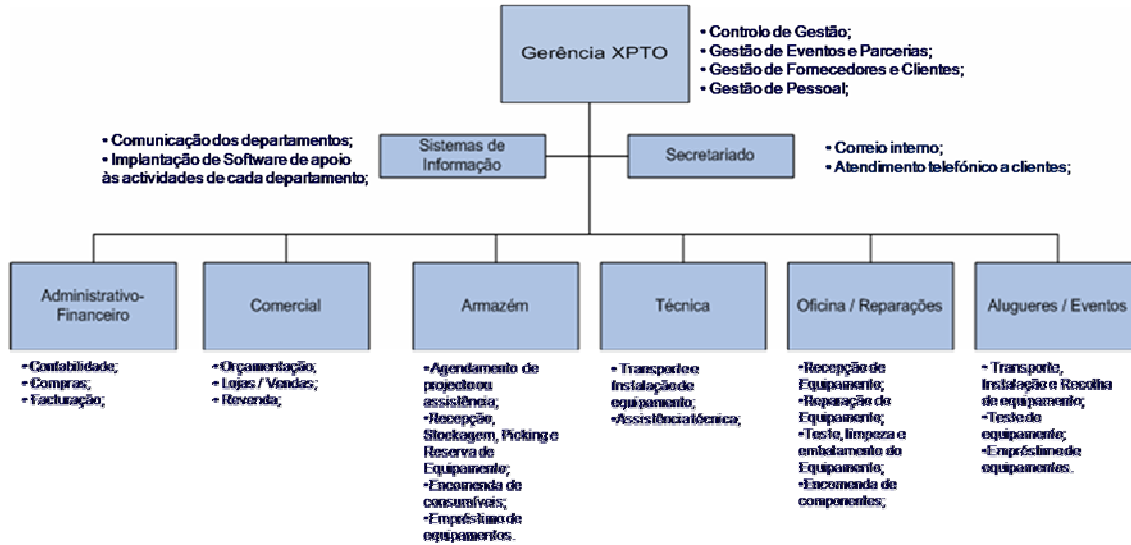 Gerência XPTO
• Controlo de Gestão;
• Gestão de Eventos e Parcerias;
• Gestão de Fornecedores e Clientes;
• Gestão de Pessoal;
• Comunicação dos departamentos;
• Implantação de Software de apoio
às actividades de cada departamento;
Sistemas de
Informação
Secretariado
• Correio interno;
• Atendimento telefónico a clientes;
Administrativo-
Financeiro
• Contabilidade;
• Compras;
• Facturação;
Comercial
• Orçamentação;
• Lojas / Vendas;
• Revenda;
Armazém
•Agendamento de
projecto ou
assistência;
•Recepção,
Stockagem, Picking e
Reserva de
Equipamento;
•Encomenda de
consumíveis;
•Empréstimo de
equipamentos.
Técnica
• Transporte e
Instalação de
equipamento;
•Assistência técnica;
Oficina / Reparações
•Recepção de
Equipamento;
•Reparação de
Equipamento;
•Teste, limpeza e
embalamento do
Equipamento;
•Encomenda de
componentes;
Alugueres / Eventos
• Transporte,
Instalação e Recolha
de equipamento;
•Teste do
equipamento;
•Empréstimo de
equipamentos.